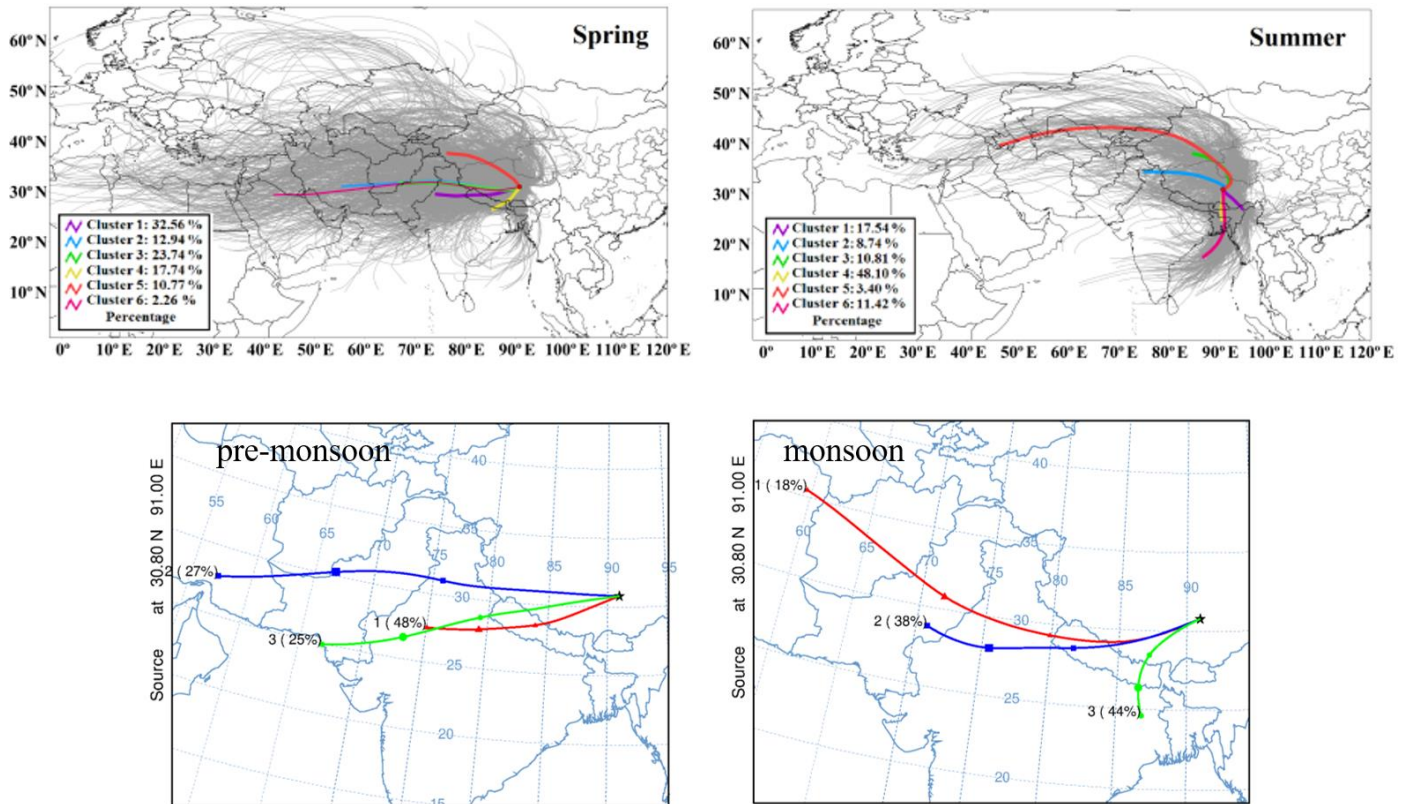 Spring
60° N
50° N
40° N
30° N
20° N
10° N
Cluster 1: 32.56 %
Cluster 2: 12.94 %
Cluster 3: 23.74 %
Cluster 4: 17.74 %
Cluster 5: 10.77 %
Cluster 6: 2.26 %
Percentage
0° 10° E 20° E 30° E 40° E 50° E 60° E 70° E 80° E 90° E 100° E 110° E 120° E
Summer
60° N
50° N
40° N
30° N
20° N
10° N
Cluster 1: 17.54 %
Cluster 2: 8.74 %
Cluster 3: 10.81 %
Cluster 4: 48.10 %
Cluster 5: 3.40 %
Cluster 6: 11.42 %
Percentage
0° 10° E 20° E 30° E 40° E 50° E 60° E 70° E 80° E 90° E 100° E 110° E 120° E
pre-monsoon
Source at 30.80 N 91.00 E
40
55
60
65
35
70
75
80
85
90
95
2 ( 27%)
30
1 ( 48%)
3 ( 25%)
25
20
15
monsoon
Source at 30.80 N 91.00 E
40
1 ( 18%)
60
65
35
70
75
80
85
90
2 ( 38%)
30
25
3 ( 44%)
20